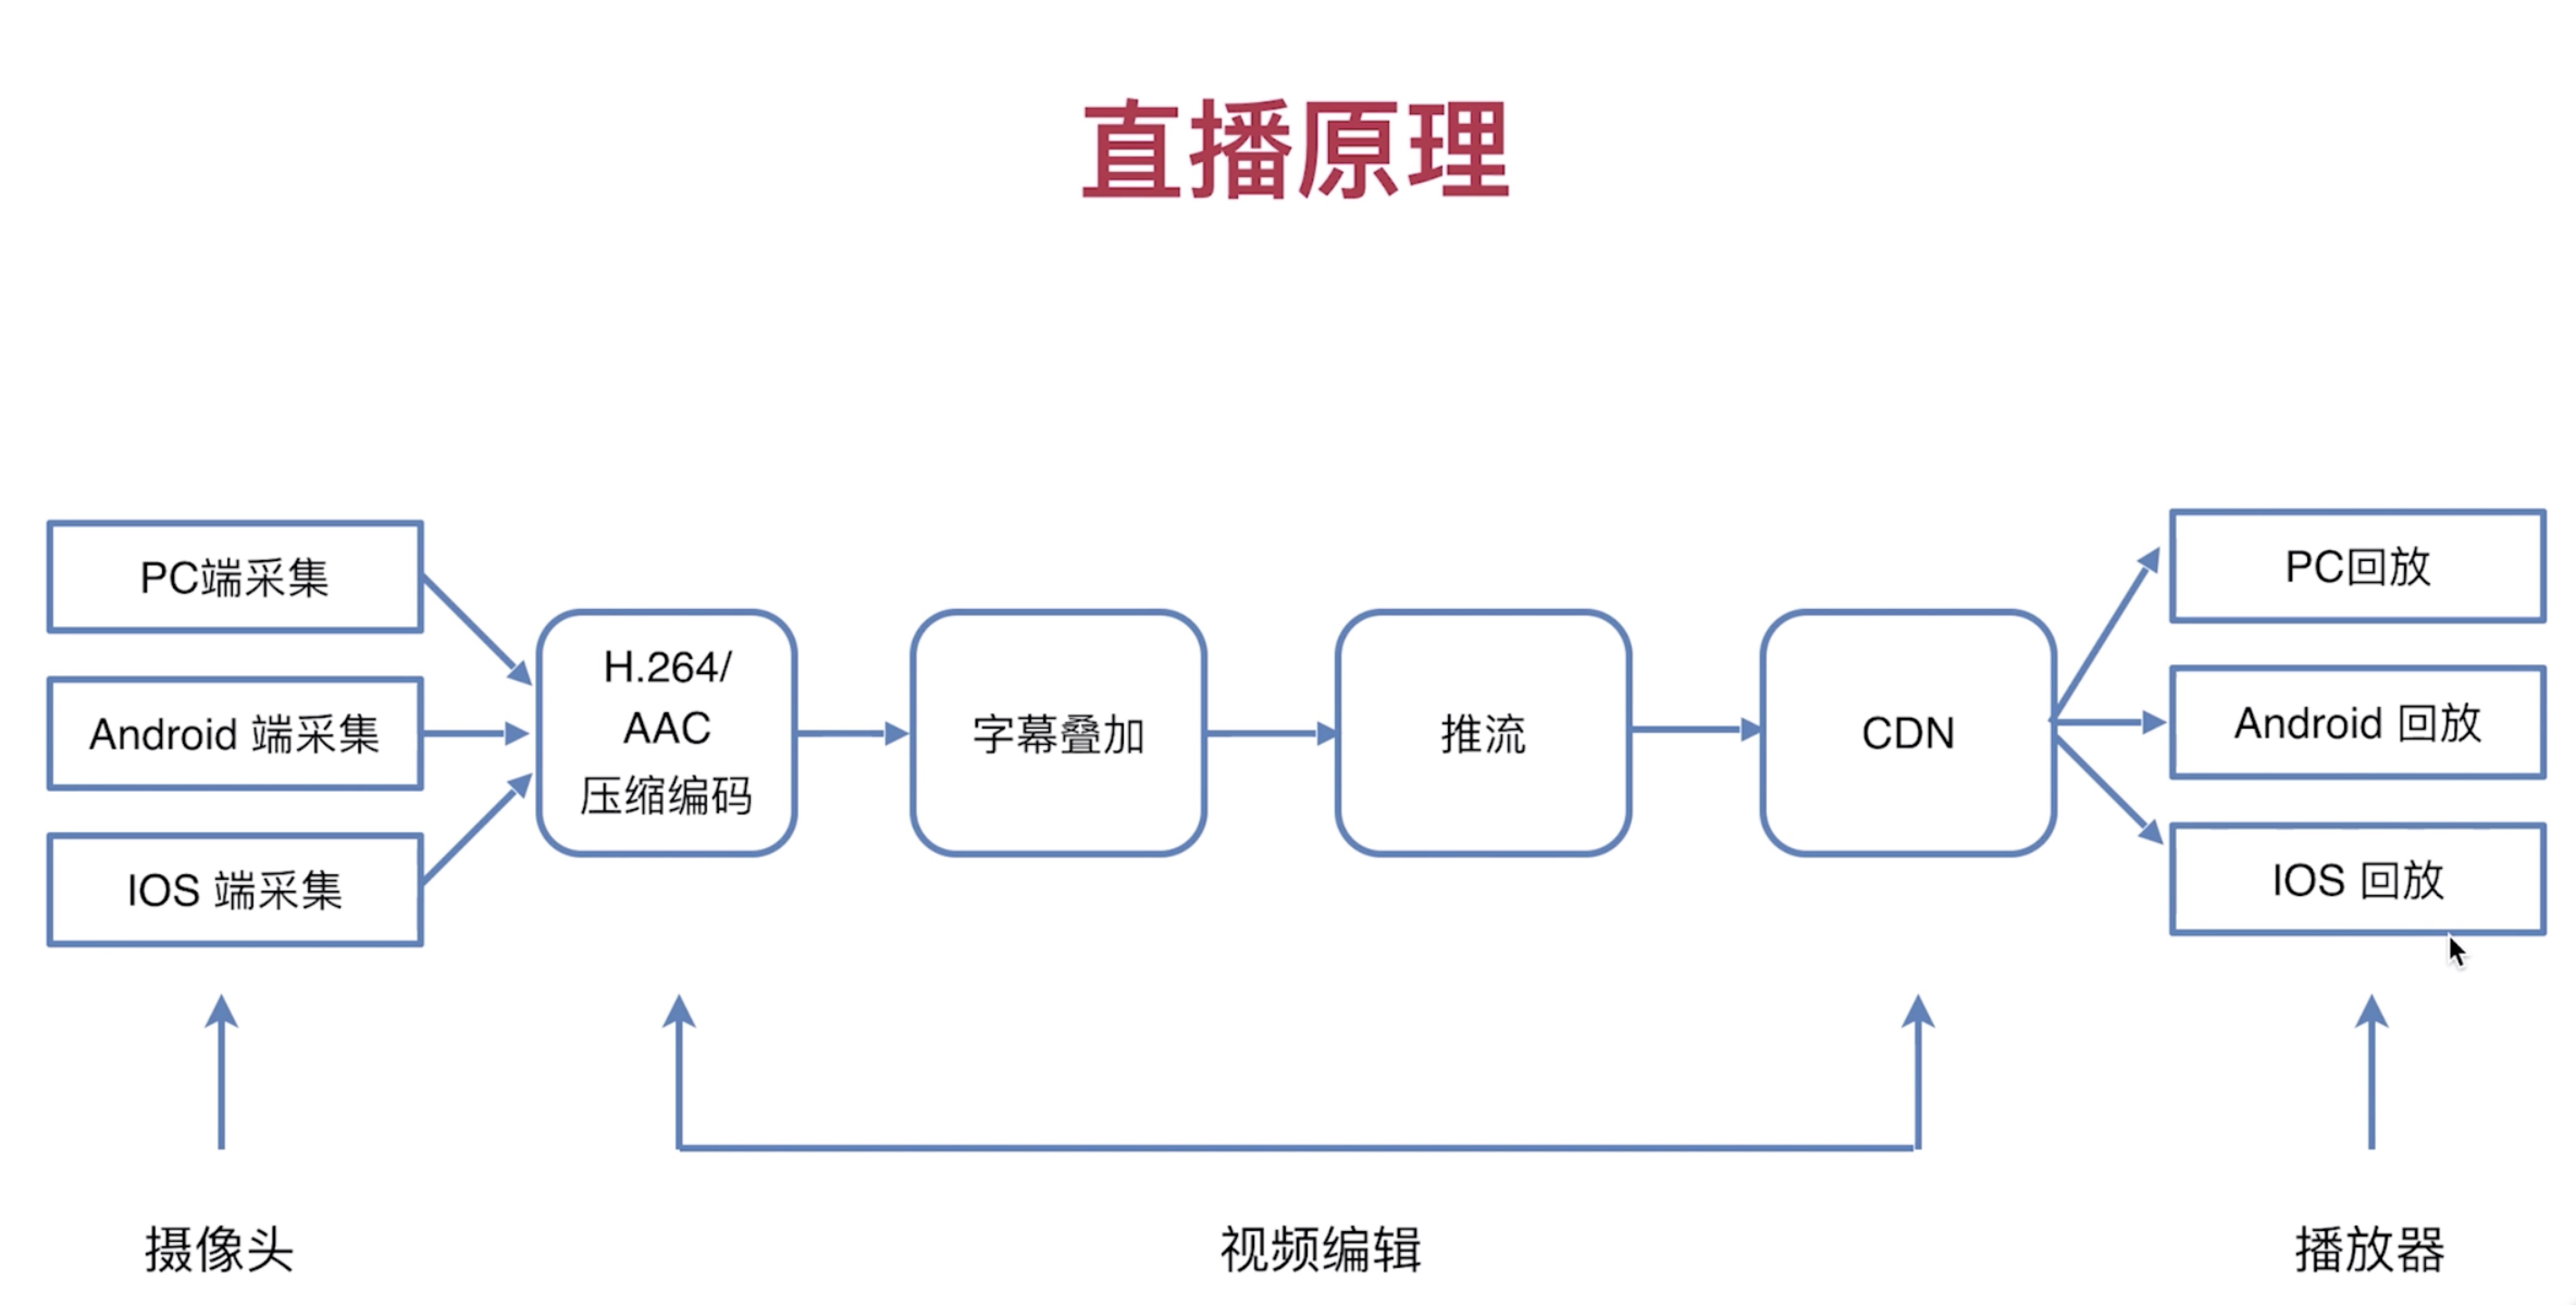 直播原理
PC端采集
Android 端采集
IOS 端采集
H.264/
AAC
压缩编码
字幕叠加
推流
CDN
PC回放
Android 回放
IOS 回放
摄像头
视频编辑
播放器